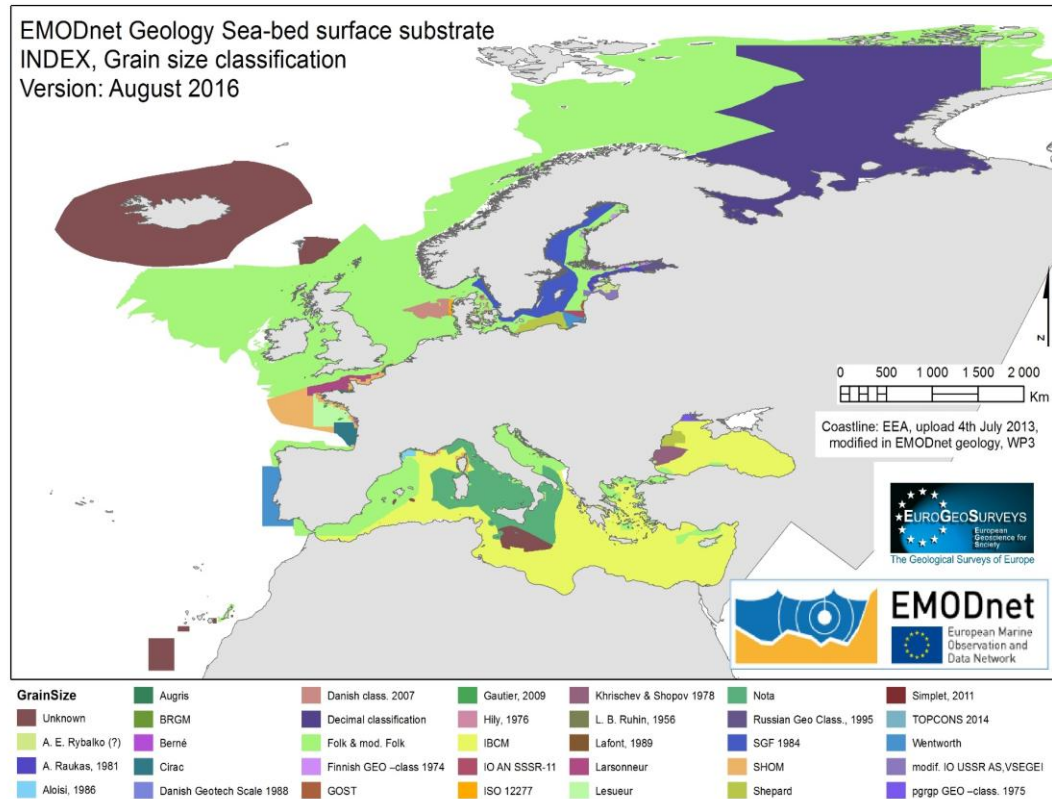 EMODnet Geology Sea-bed surface substrate
INDEX, Grain size classification
Version: August 2016
N
0 500 1 000 1 500 2 000
Km
Coastline: EEA, upload 4th July 2013,
modified in EMODnet geology, WP3
EUROGEOSURVEYS
European
Geoscience for
Society
The Geological Surveys of Europe
EMODnet
European Marine
Observation and
Data Network
GrainSize
Unknown
A. E. Rybalko (?)
A. Raukas, 1981
Aloisi, 1986
Augris
BRGM
Berné
Cirac
Danish Geotech Scale 1988
Danish class. 2007
Decimal classification
Folk & mod. Folk
Finnish GEO –class 1974
GOST
Gautier, 2009
Hily, 1976
IBCM
IO AN SSSR-11
ISO 12277
Khrischev & Shopov 1978
L. B. Ruhin, 1956
Lafont, 1989
Larsonneur
Lesueur
Nota
Russian Geo Class., 1995
SGF 1984
SHOM
Shepard
Simplet, 2011
TOPCONS 2014
Wentworth
modif. IO USSR AS,VSEGEI
pgrgp GEO –class. 1975